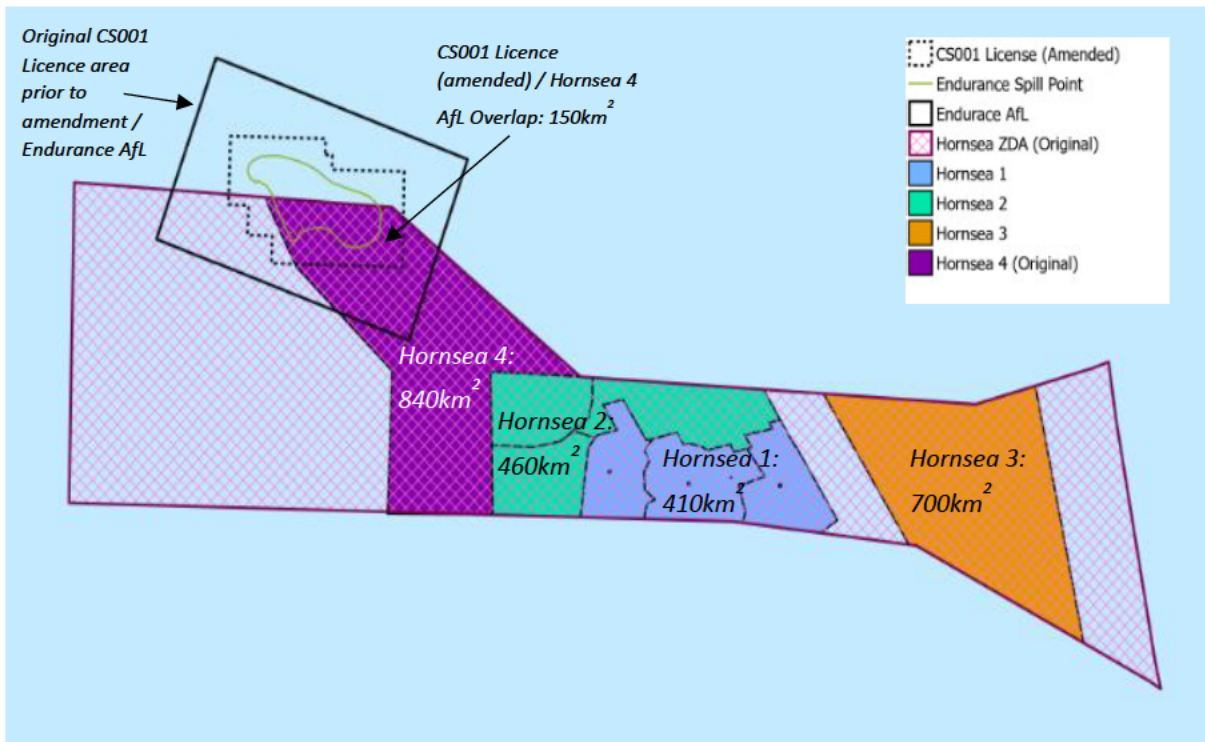 Original CS001
Licence area
prior to
amendment /
Endurance AfL
CS001 Licence
(amended) / Hornsea 4
AfL Overlap: 150km²
CS001 License (Amended)
Endurance Spill Point
Endurace AfL
Hornsea ZDA (Original)
Hornsea 1
Hornsea 2
Hornsea 3
Hornsea 4 (Original)
Hornsea 4:
840km²
Hornsea 2:
460km²
Hornsea 1:
410km²
Hornsea 3:
700km²